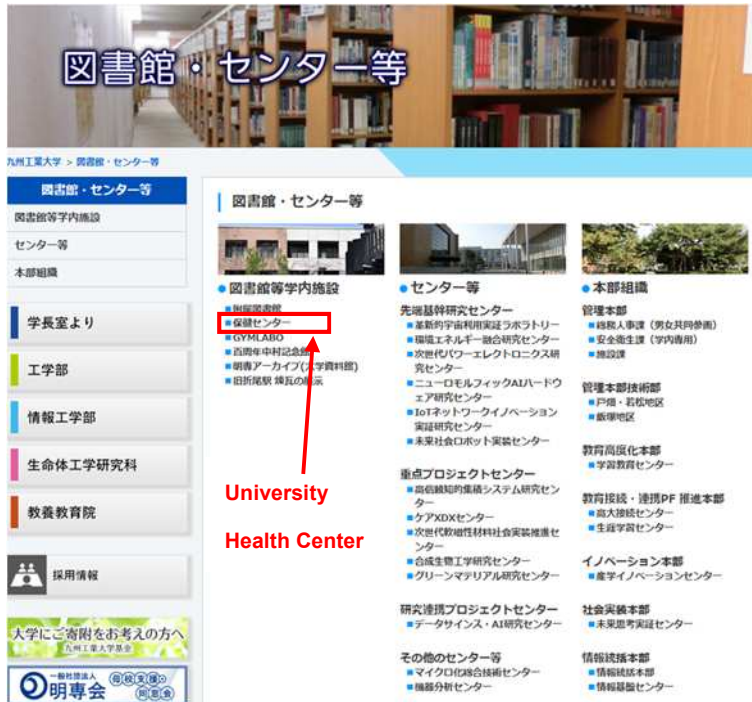 図書館・センター等
九州工業大学 > 図書館・センター等
図書館・センター等
図書館等学内施設
センター等
本部組織
学長室より
工学部
情報工学部
生命体工学研究科
教養教育院
採用情報
大学にご寄附をお考えの方へ
九州工業大学基金
一般社団法人
明専会
母校支援
同窓会
図書館・センター等
図書館等学内施設
附属図書館
保健センター
GYMLABO
百周年中村記念館
明専アーカイブ(大学資料館)
旧折尾駅 煉瓦の展示
University
Health Center
センター等
先端基幹研究センター
革新的宇宙利用実証ラボラトリー
環境エネルギー融合研究センター
次世代パワーエレクトロニクス研
究センター
ニューロモルフィックAIハードウ
ェア研究センター
IoTネットワークイノベーション
実証研究センター
未来社会ロボット実装センター
重点プロジェクトセンター
高信頼知的集積システム研究セン
ター
ケアXDXセンター
次世代軟磁性材料社会実装推進セ
ンター
合成生物工学研究センター
グリーンマテリアル研究センター
研究連携プロジェクトセンター
データサインス・AI研究センター
その他のセンター等
マイクロ化総合技術センター
機器分析センター
本部組織
管理本部
総務人事課(男女共同参画)
安全衛生課(学内専用)
施設課
管理本部技術部
戸畑・若松地区
飯塚地区
教育高度化本部
学習教育センター
教育接続・連携PF 推進本部
高大接続センター
生涯学習センター
イノベーション本部
産学イノベーションセンター
社会実装本部
未来思考実証センター
情報統括本部
情報統括本部
情報基盤センター